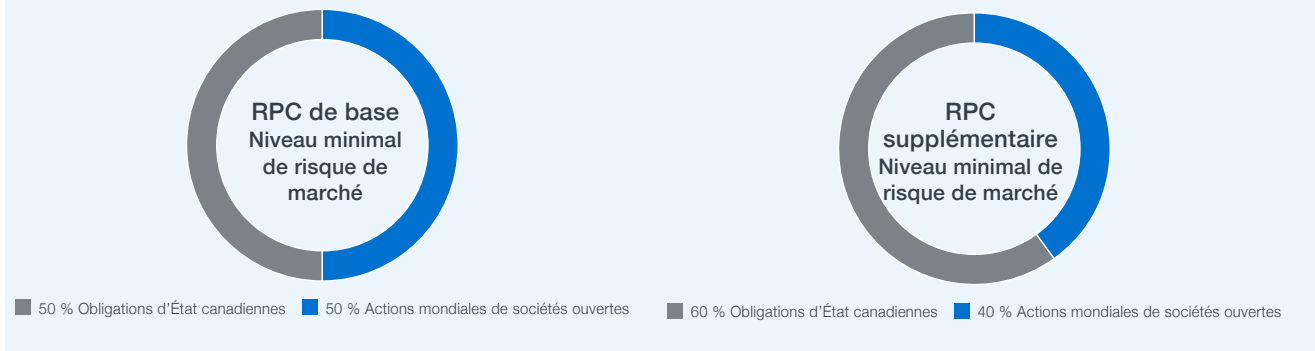 RPC de base
Niveau minimal
de risque de
marché
50 % Obligations d’État canadiennes
50 % Actions mondiales de sociétés ouvertes
RPC
supplémentaire
Niveau minimal de
risque de marché
60 % Obligations d’État canadiennes
40 % Actions mondiales de sociétés ouvertes